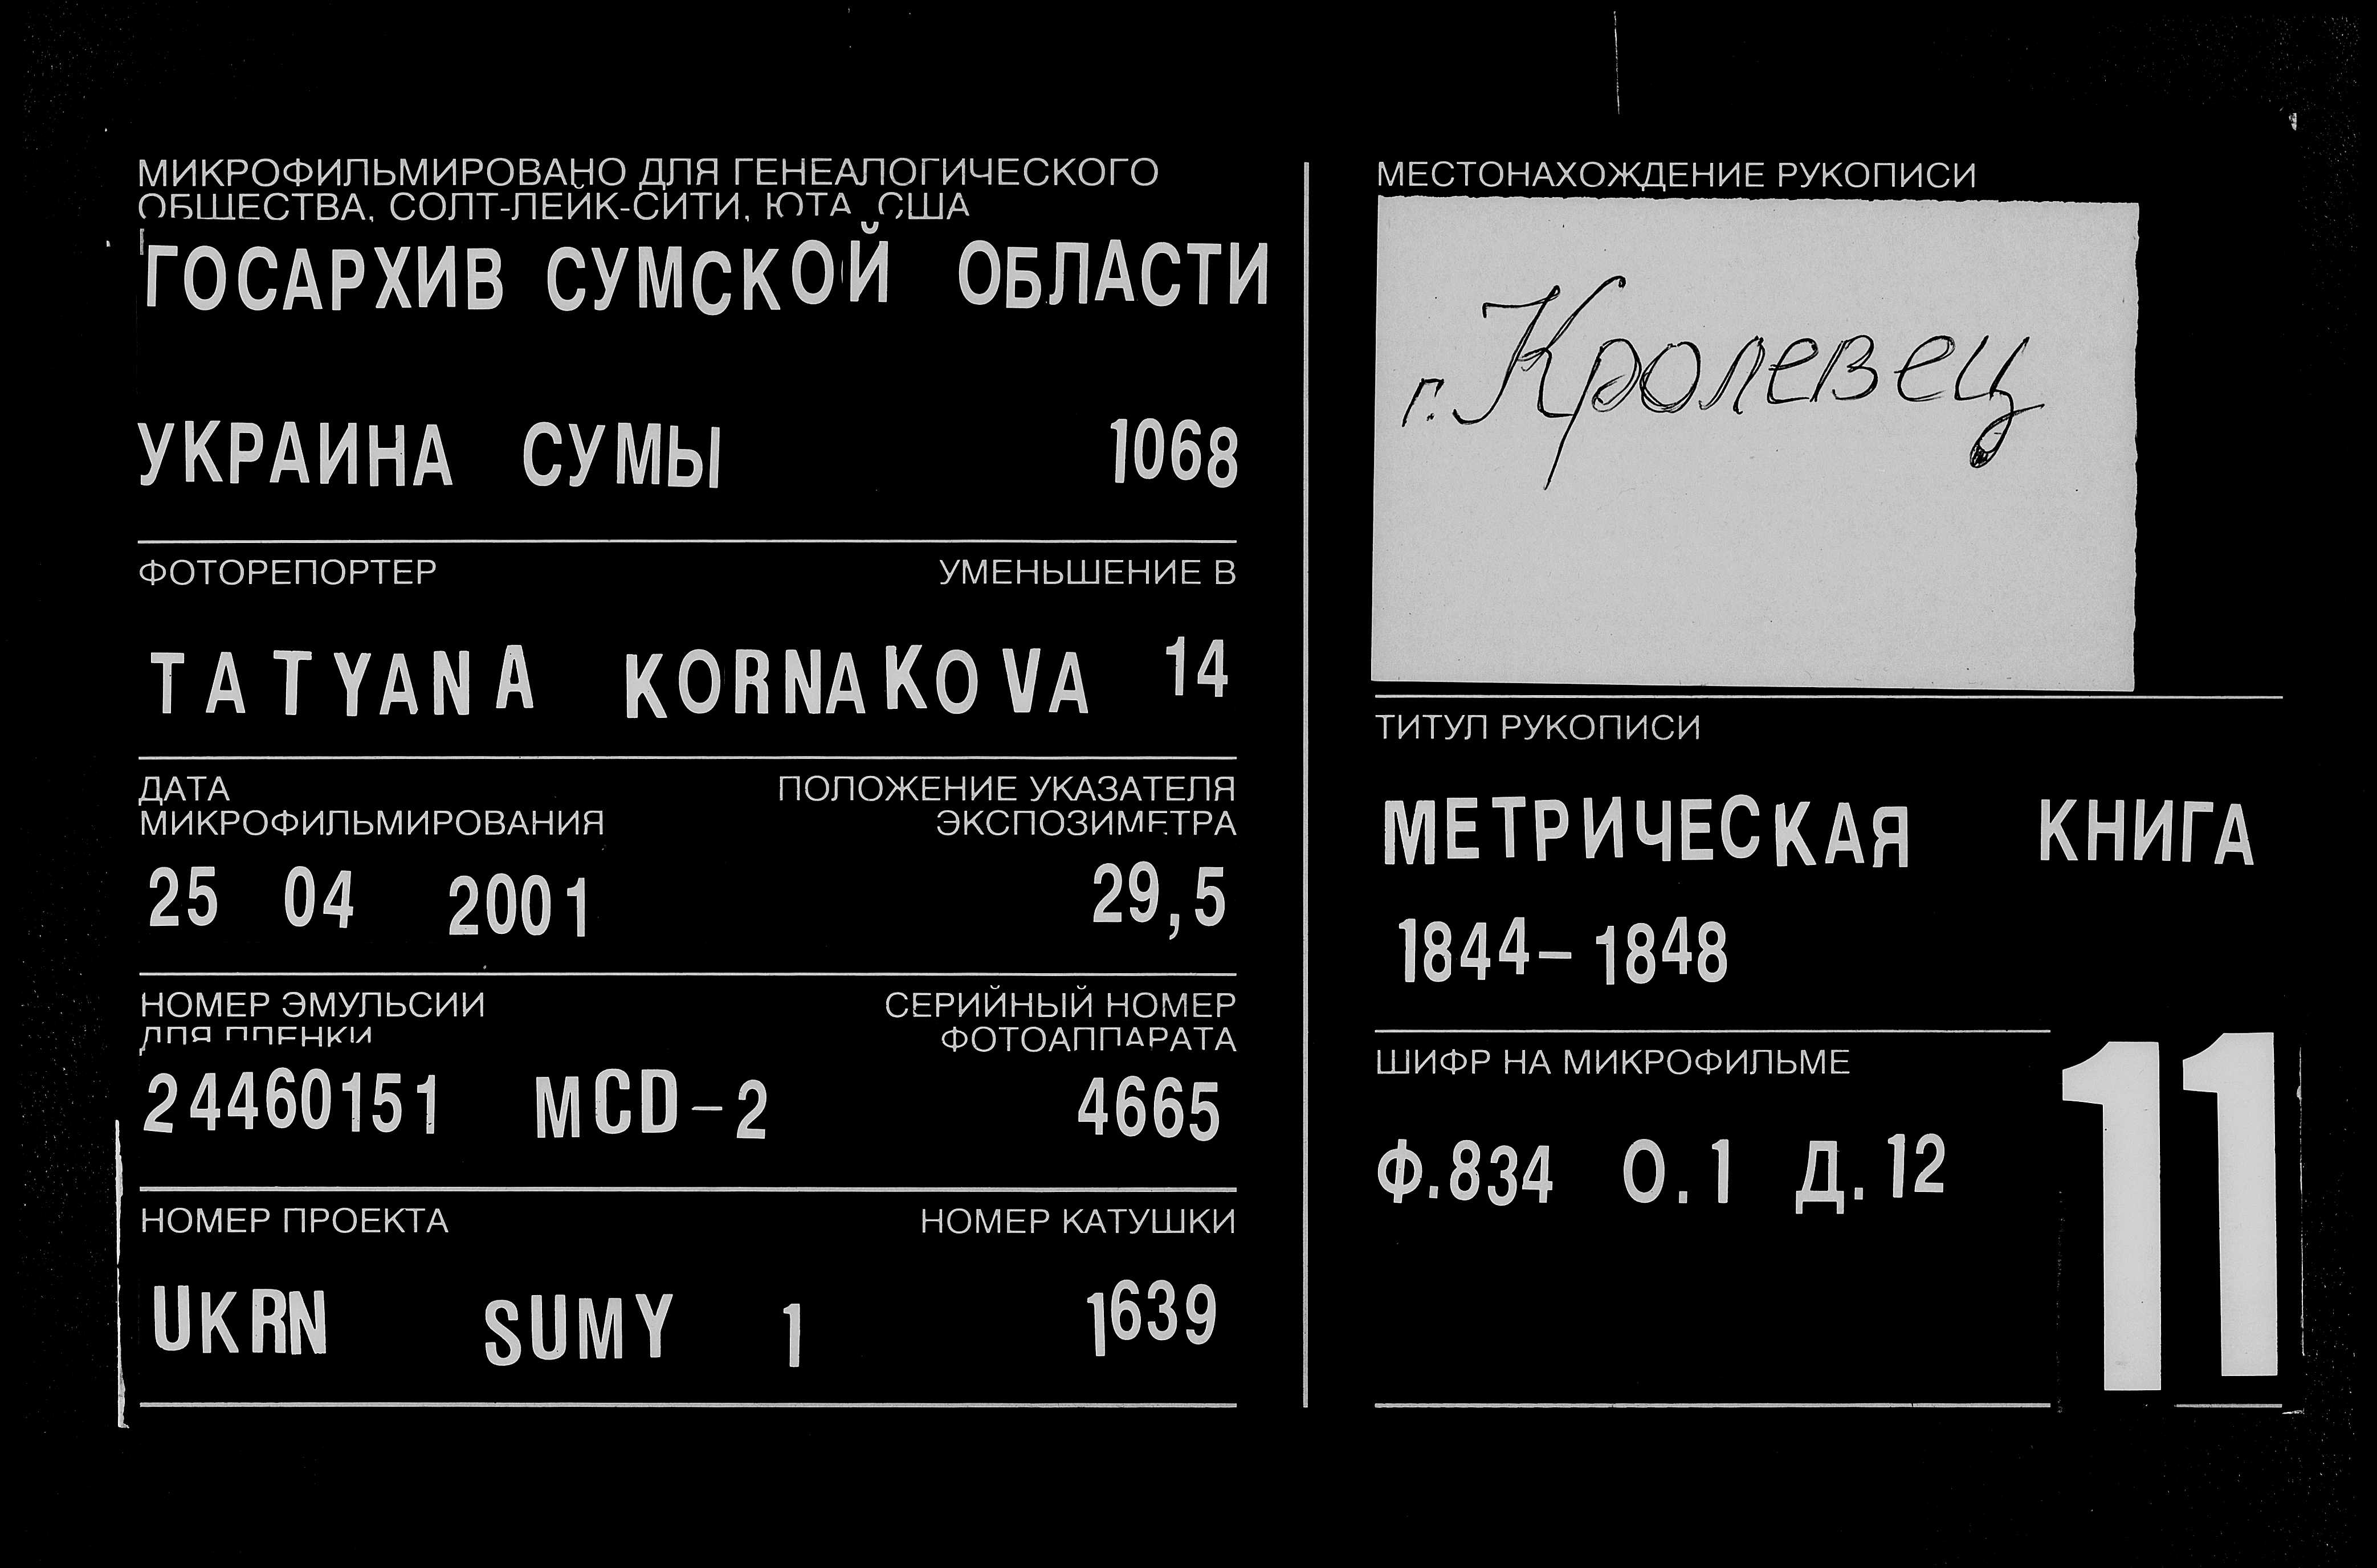 МИКРОФИЛЬМИРОВАНО ДЛЯ ГЕНЕАЛОГИЧЕСКОГО
ОБЩЕСТВА, СОЛТ-ЛЕЙК-СИТИ, ЮТА, США
ГОСАРХИВ СУМСКОЙ ОБЛАСТИ
УКРАИНА СУМЫ 1068
ФОТОРЕПОРТЕР УМЕНЬШЕНИЕ В
TATYANA KORNAKOVA 14
ДАТА ПОЛОЖЕНИЕ УКАЗАТЕЛЯ
МИКРОФИЛЬМИРОВАНИЯ ЭКСПОЗИМЕТРА
25 04 2001 29,5
НОМЕР ЭМУЛЬСИИ СЕРИЙНЫЙ НОМЕР
ДЛЯ ПЛЕНКИ ФОТОАППАРАТА
24460151 MCD-2 4665
НОМЕР ПРОЕКТА НОМЕР КАТУШКИ
UKRN SUMY 1 1639
МЕСТОНАХОЖДЕНИЕ РУКОПИСИ
г. Кролевец
ТИТУЛ РУКОПИСИ
МЕТРИЧЕСКАЯ КНИГА
1844-1848
ШИФР НА МИКРОФИЛЬМЕ
Ф.834 О.1 Д.12
11